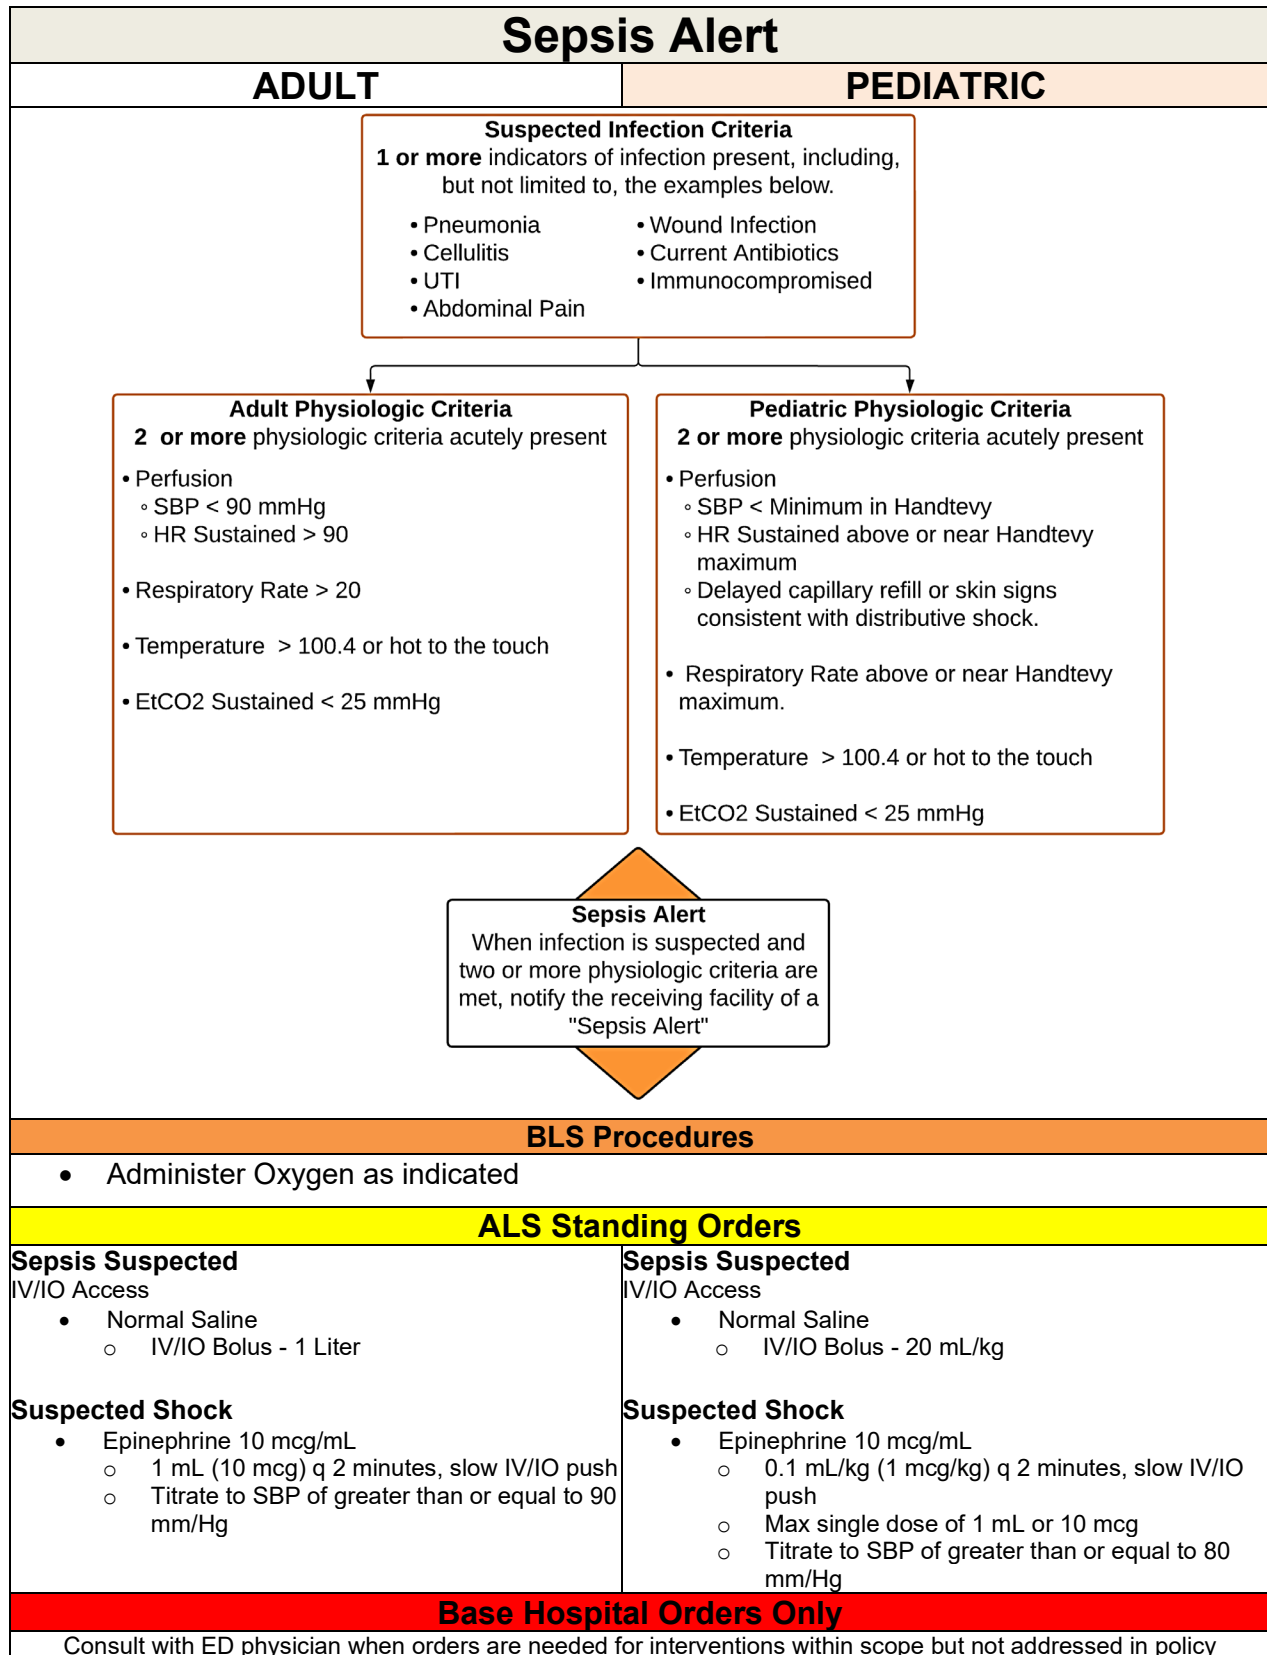 Sepsis Alert
ADULT
PEDIATRIC
Suspected Infection Criteria
1 or more indicators of infection present, including,
but not limited to, the examples below.
• Pneumonia
• Cellulitis
• UTI
• Abdominal Pain
• Wound Infection
• Current Antibiotics
• Immunocompromised
Adult Physiologic Criteria
2 or more physiologic criteria acutely present
• Perfusion
◦ SBP < 90 mmHg
◦ HR Sustained > 90
• Respiratory Rate > 20
• Temperature > 100.4 or hot to the touch
• EtCO2 Sustained < 25 mmHg
Pediatric Physiologic Criteria
2 or more physiologic criteria acutely present
• Perfusion
◦ SBP < Minimum in Handtevy
◦ HR Sustained above or near Handtevy
maximum
◦ Delayed capillary refill or skin signs
consistent with distributive shock.
• Respiratory Rate above or near Handtevy
maximum.
• Temperature > 100.4 or hot to the touch
• EtCO2 Sustained < 25 mmHg
Sepsis Alert
When infection is suspected and
two or more physiologic criteria are
met, notify the receiving facility of a
"Sepsis Alert"
BLS Procedures
• Administer Oxygen as indicated
ALS Standing Orders
Sepsis Suspected
IV/IO Access
• Normal Saline
o IV/IO Bolus - 1 Liter
Suspected Shock
• Epinephrine 10 mcg/mL
o 1 mL (10 mcg) q 2 minutes, slow IV/IO push
o Titrate to SBP of greater than or equal to 90
mm/Hg
Sepsis Suspected
IV/IO Access
• Normal Saline
o IV/IO Bolus - 20 mL/kg
Suspected Shock
• Epinephrine 10 mcg/mL
o 0.1 mL/kg (1 mcg/kg) q 2 minutes, slow IV/IO
push
o Max single dose of 1 mL or 10 mcg
o Titrate to SBP of greater than or equal to 80
mm/Hg
Base Hospital Orders Only
Consult with ED physician when orders are needed for interventions within scope but not addressed in policy